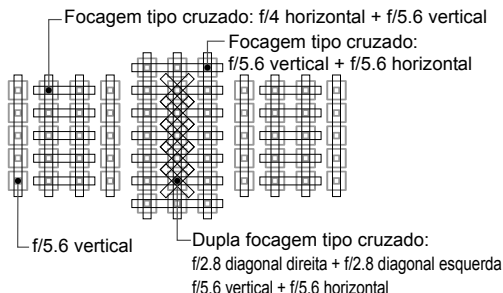 Focagem tipo cruzado: f/4 horizontal + f/5.6 vertical
Focagem tipo cruzado:
f/5.6 vertical + f/5.6 horizontal
f/5.6 vertical
Dupla focagem tipo cruzado:
f/2.8 diagonal direita + f/2.8 diagonal esquerda
f/5.6 vertical + f/5.6 horizontal